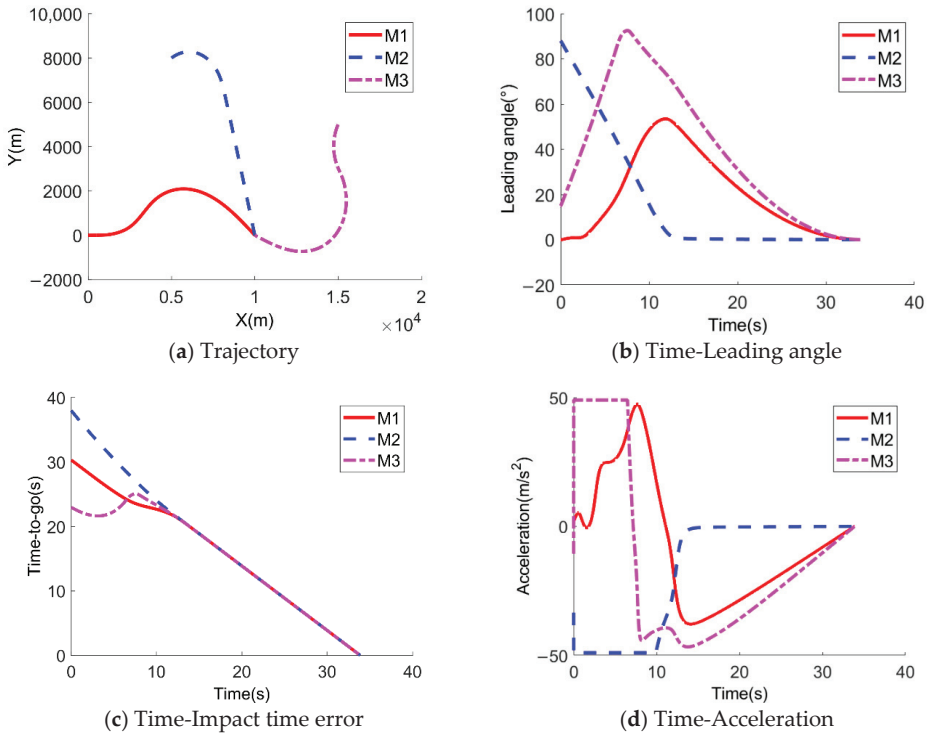 10,000
8000
6000
4000
2000
0
−2000
Y(m)
0
0.5
1
1.5
2
X(m)
×10⁴
M1
M2
M3
(a) Trajectory
100
80
60
40
20
0
−20
Leading angle(°)
0
10
20
30
40
Time(s)
M1
M2
M3
(b) Time-Leading angle
40
30
20
10
0
Time-to-go(s)
0
10
20
30
40
Time(s)
M1
M2
M3
(c) Time-Impact time error
50
0
−50
Acceleration(m/s²)
0
10
20
30
40
Time(s)
M1
M2
M3
(d) Time-Acceleration